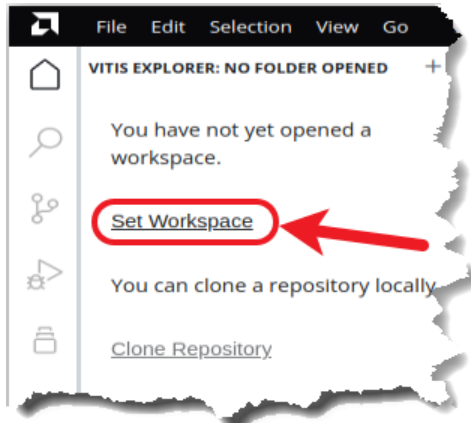 File Edit Selection View Go
VITIS EXPLORER: NO FOLDER OPENED +
You have not yet opened a
workspace.
Set Workspace
You can clone a repository locally
Clone Repository